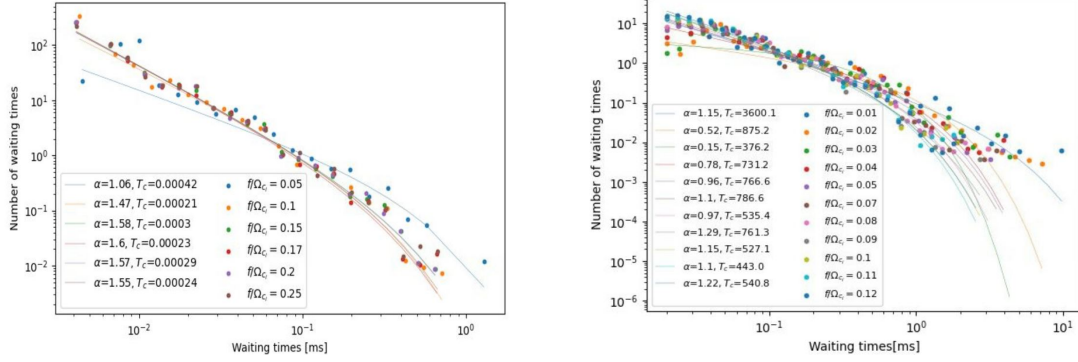 10²
10¹
10⁰
10⁻¹
10⁻²
Number of waiting times
α=1.06, T_c=0.00042
α=1.47, T_c=0.00021
α=1.58, T_c=0.0003
α=1.6, T_c=0.00023
α=1.57, T_c=0.00029
α=1.55, T_c=0.00024
f/Ω_ci = 0.05
f/Ω_ci = 0.1
f/Ω_ci = 0.15
f/Ω_ci = 0.17
f/Ω_ci = 0.2
f/Ω_ci = 0.25
10⁻² 10⁻¹ 10⁰
Waiting times [ms]
10¹
10⁰
10⁻¹
10⁻²
10⁻³
10⁻⁴
10⁻⁵
10⁻⁶
Number of waiting times
α=1.15, T_c=3600.1
α=0.52, T_c=875.2
α=0.15, T_c=376.2
α=0.78, T_c=731.2
α=0.96, T_c=766.6
α=1.1, T_c=786.6
α=0.97, T_c=535.4
α=1.29, T_c=761.3
α=1.15, T_c=527.1
α=1.1, T_c=443.0
α=1.22, T_c=540.8
f/Ω_ci = 0.01
f/Ω_ci = 0.02
f/Ω_ci = 0.03
f/Ω_ci = 0.04
f/Ω_ci = 0.05
f/Ω_ci = 0.07
f/Ω_ci = 0.08
f/Ω_ci = 0.09
f/Ω_ci = 0.1
f/Ω_ci = 0.11
f/Ω_ci = 0.12
10⁻¹ 10⁰ 10¹
Waiting times[ms]